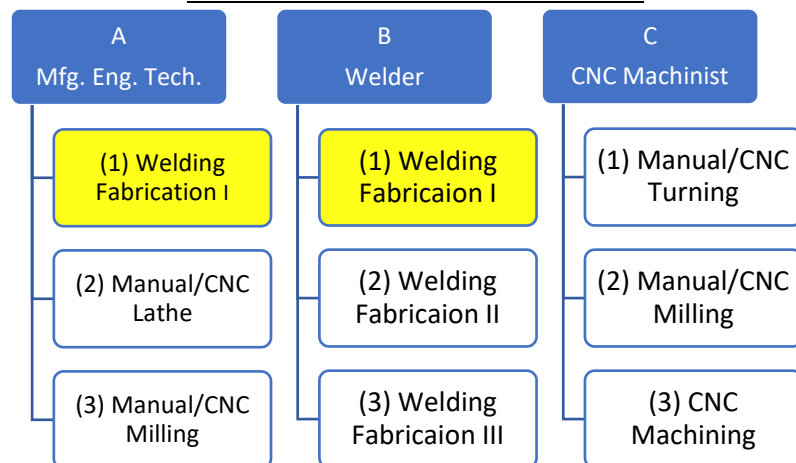 A
Mfg. Eng. Tech.
(1) Welding
Fabrication I
(2) Manual/CNC
Lathe
(3) Manual/CNC
Milling
B
Welder
(1) Welding
Fabricaion I
(2) Welding
Fabricaion II
(3) Welding
Fabricaion III
C
CNC Machinist
(1) Manual/CNC
Turning
(2) Manual/CNC
Milling
(3) CNC
Machining